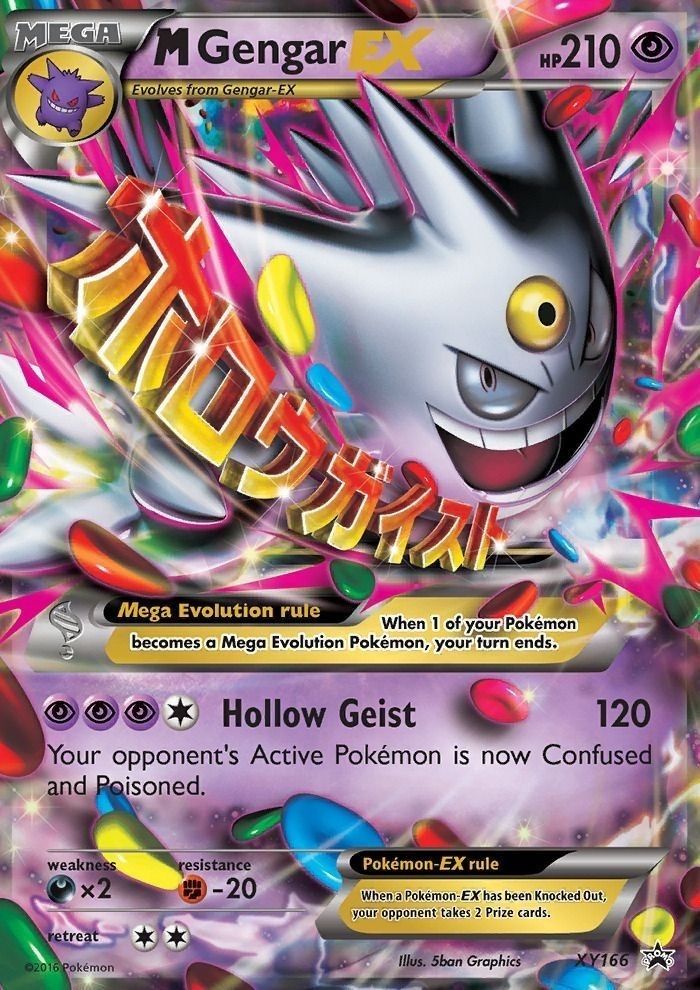 MEGA
M Gengar EX
HP210
Evolves from Gengar-EX
ホロウガイスト
Mega Evolution rule
When 1 of your Pokémon
becomes a Mega Evolution Pokémon, your turn ends.
Hollow Geist 120
Your opponent's Active Pokémon is now Confused
and Poisoned.
weakness resistance
×2 -20
Pokémon-EX rule
When a Pokémon-EX has been Knocked Out,
your opponent takes 2 Prize cards.
retreat
©2016 Pokémon
Illus. 5ban Graphics
XY166
PROMO